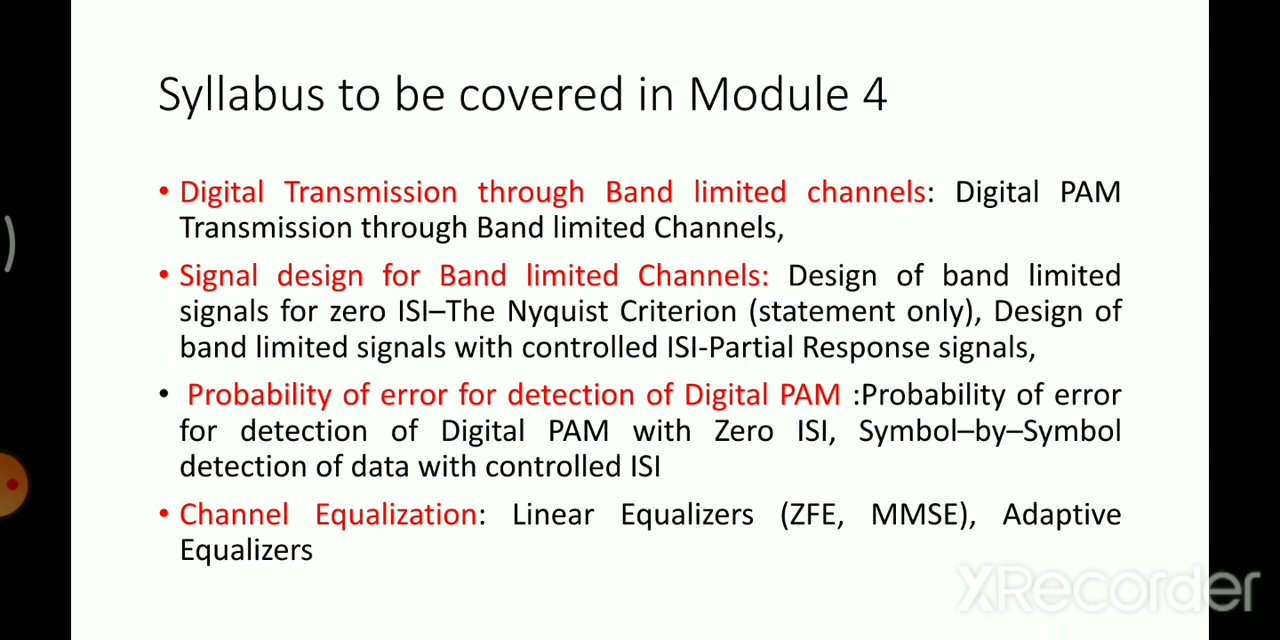 Syllabus to be covered in Module 4
• Digital Transmission through Band limited channels: Digital PAM
Transmission through Band limited Channels,
• Signal design for Band limited Channels: Design of band limited
signals for zero ISI–The Nyquist Criterion (statement only), Design of
band limited signals with controlled ISI-Partial Response signals,
• Probability of error for detection of Digital PAM :Probability of error
for detection of Digital PAM with Zero ISI, Symbol–by–Symbol
detection of data with controlled ISI
• Channel Equalization: Linear Equalizers (ZFE, MMSE), Adaptive
Equalizers
XRecorder